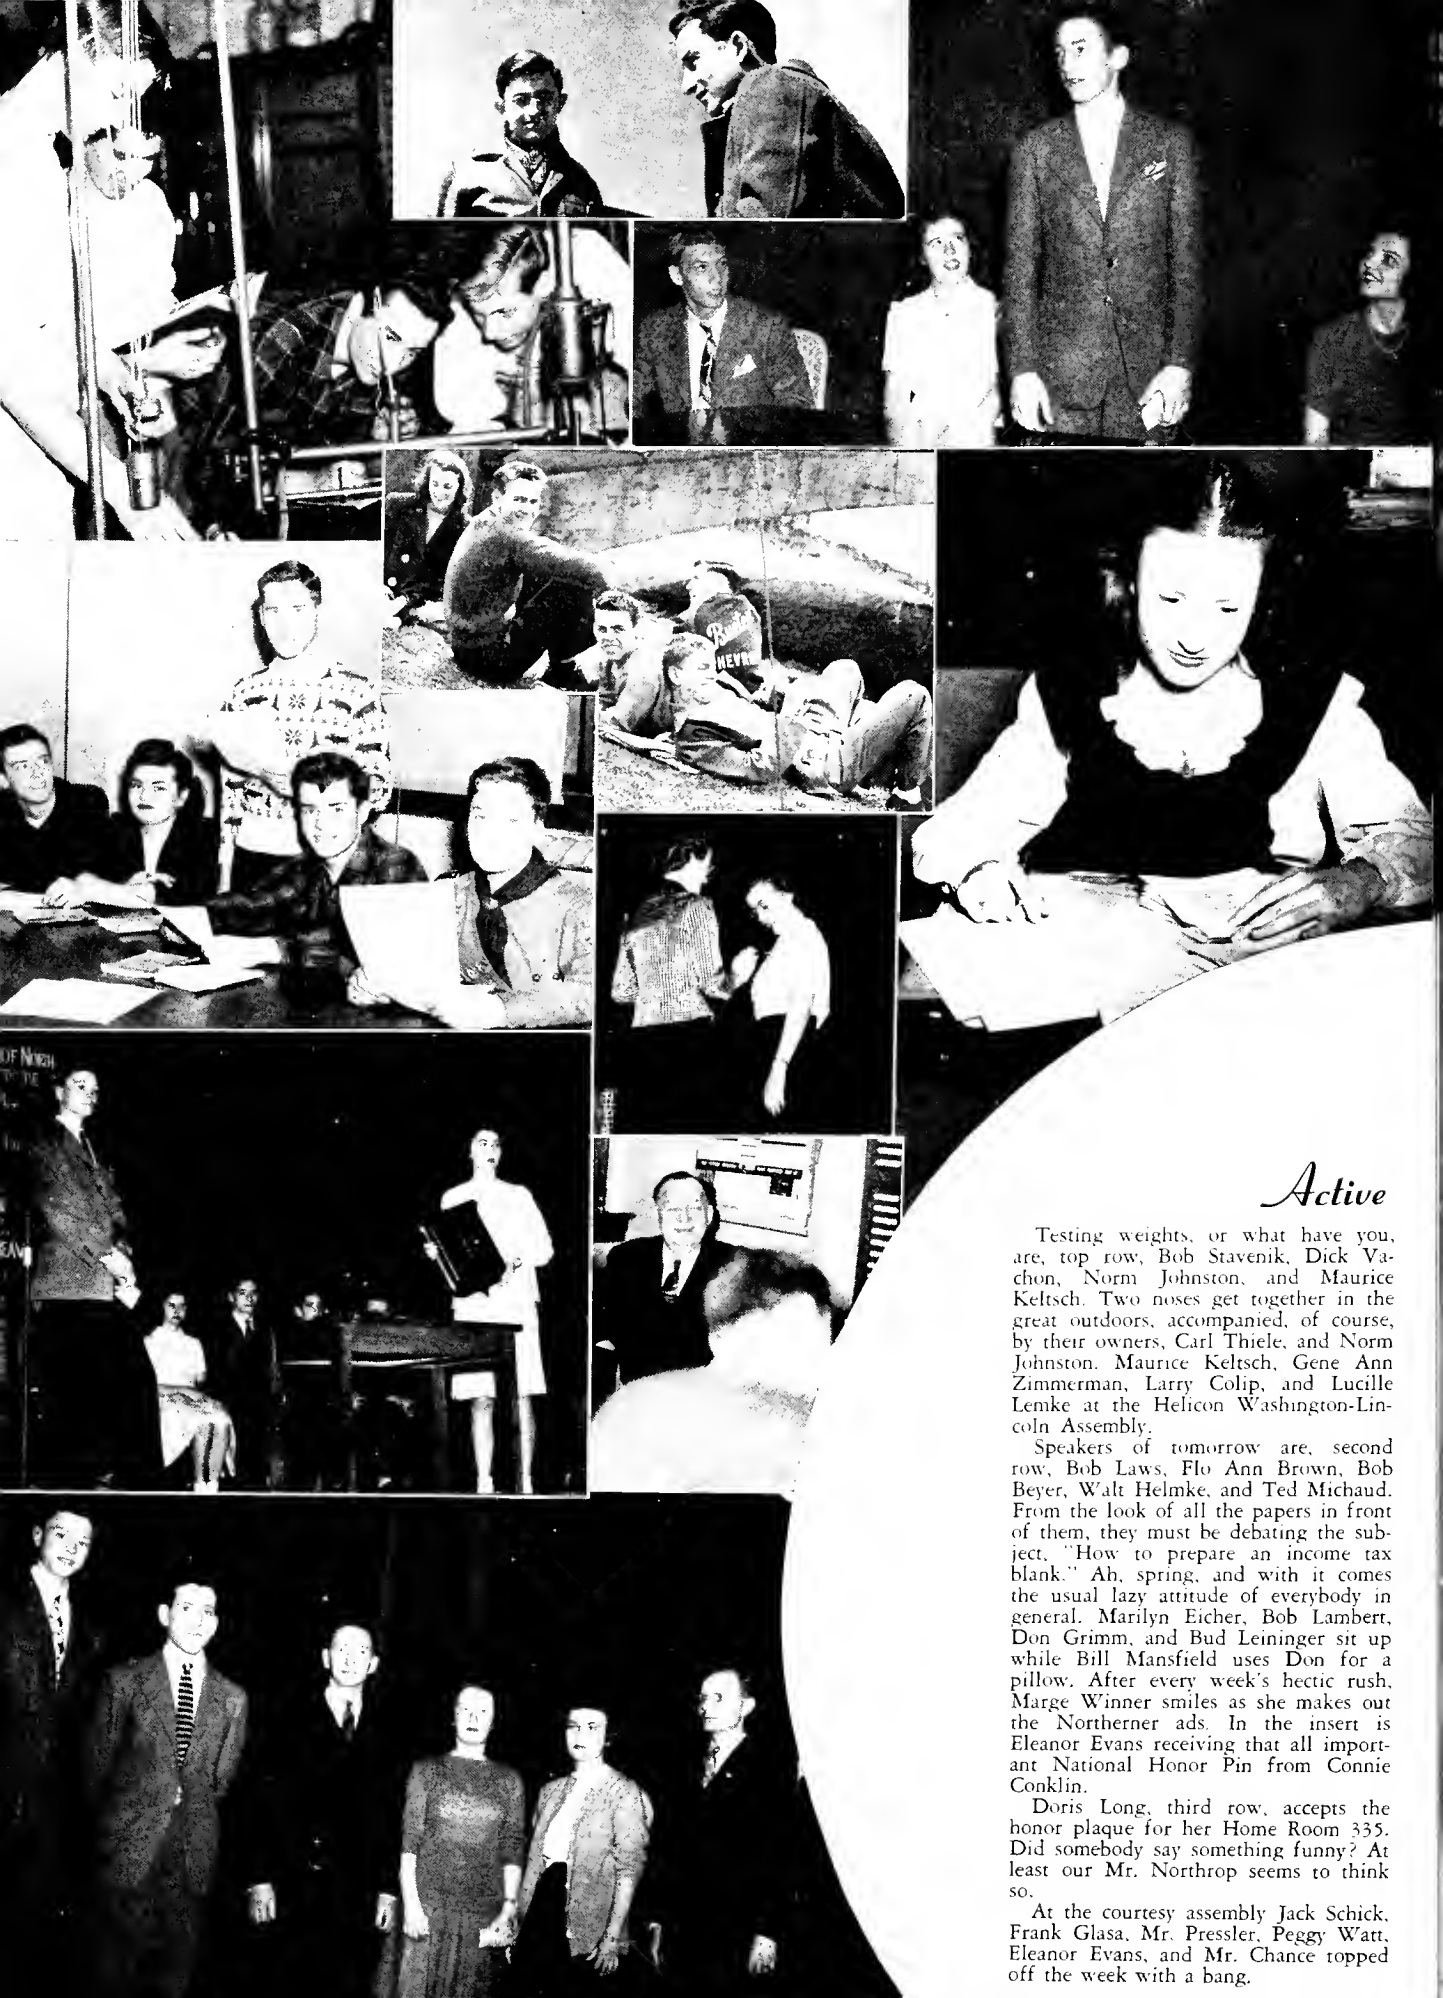 OF NORTH
HEVR
Active
Testing weights, or what have you,
are, top row, Bob Stavenik, Dick Va-
chon, Norm Johnston, and Maurice
Keltsch. Two noses get together in the
great outdoors, accompanied, of course,
by their owners, Carl Thiele, and Norm
Johnston. Maurice Keltsch, Gene Ann
Zimmerman, Larry Colip, and Lucille
Lemke at the Helicon Washington-Lin-
coln Assembly.
Speakers of tomorrow are, second
row, Bob Laws, Flo Ann Brown, Bob
Beyer, Walt Helmke, and Ted Michaud.
From the look of all the papers in front
of them, they must be debating the sub-
ject, "How to prepare an income tax
blank." Ah, spring, and with it comes
the usual lazy attitude of everybody in
general. Marilyn Eicher, Bob Lambert,
Don Grimm, and Bud Leininger sit up
while Bill Mansfield uses Don for a
pillow. After every week's hectic rush,
Marge Winner smiles as she makes out
the Northerner ads. In the insert is
Eleanor Evans receiving that all import-
ant National Honor Pin from Connie
Conklin.
Doris Long, third row, accepts the
honor plaque for her Home Room 335.
Did somebody say something funny? At
least our Mr. Northrop seems to think
so.
At the courtesy assembly Jack Schick,
Frank Glasa, Mr. Pressler, Peggy Watt,
Eleanor Evans, and Mr. Chance topped
off the week with a bang.